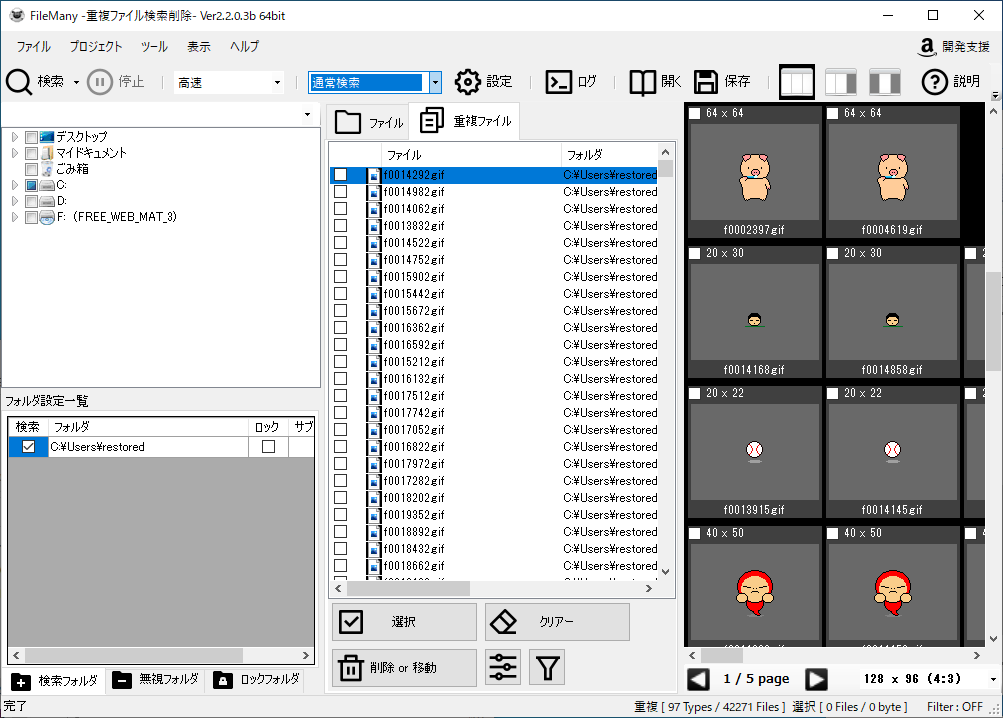 FileMany -重複ファイル検索削除- Ver2.2.0.3b 64bit
ファイル プロジェクト ツール 表示 ヘルプ
a 開発支援
検索 停止 高速 通常検索 設定 ログ 開く 保存 説明
デスクトップ
マイドキュメント
ごみ箱
C:
D:
F: (FREE_WEB_MAT_3)
フォルダ設定一覧
検索 フォルダ ロック サブ
C:¥Users¥restored
検索フォルダ 無視フォルダ ロックフォルダ
ファイル 重複ファイル
ファイル フォルダ
f0014292.gif C:¥Users¥restored
f0014982.gif C:¥Users¥restored
f0014062.gif C:¥Users¥restored
f0013832.gif C:¥Users¥restored
f0014522.gif C:¥Users¥restored
f0014752.gif C:¥Users¥restored
f0015902.gif C:¥Users¥restored
f0015442.gif C:¥Users¥restored
f0015672.gif C:¥Users¥restored
f0016362.gif C:¥Users¥restored
f0016592.gif C:¥Users¥restored
f0015212.gif C:¥Users¥restored
f0016132.gif C:¥Users¥restored
f0017512.gif C:¥Users¥restored
f0017742.gif C:¥Users¥restored
f0017052.gif C:¥Users¥restored
f0016822.gif C:¥Users¥restored
f0017972.gif C:¥Users¥restored
f0017282.gif C:¥Users¥restored
f0018202.gif C:¥Users¥restored
f0019352.gif C:¥Users¥restored
f0018892.gif C:¥Users¥restored
f0018432.gif C:¥Users¥restored
f0018662.gif C:¥Users¥restored
選択 クリアー
削除 or 移動
64 x 64 64 x 64
f0002397.gif f0004619.gif
20 x 30 20 x 30 2
f0014168.gif f0014858.gif
20 x 22 20 x 22 2
f0013915.gif f0014145.gif
40 x 50 40 x 50 4
1 / 5 page 128 x 96 (4:3)
完了 重複 [ 97 Types / 42271 Files ] 選択 [ 0 Files / 0 byte ] Filter : OFF